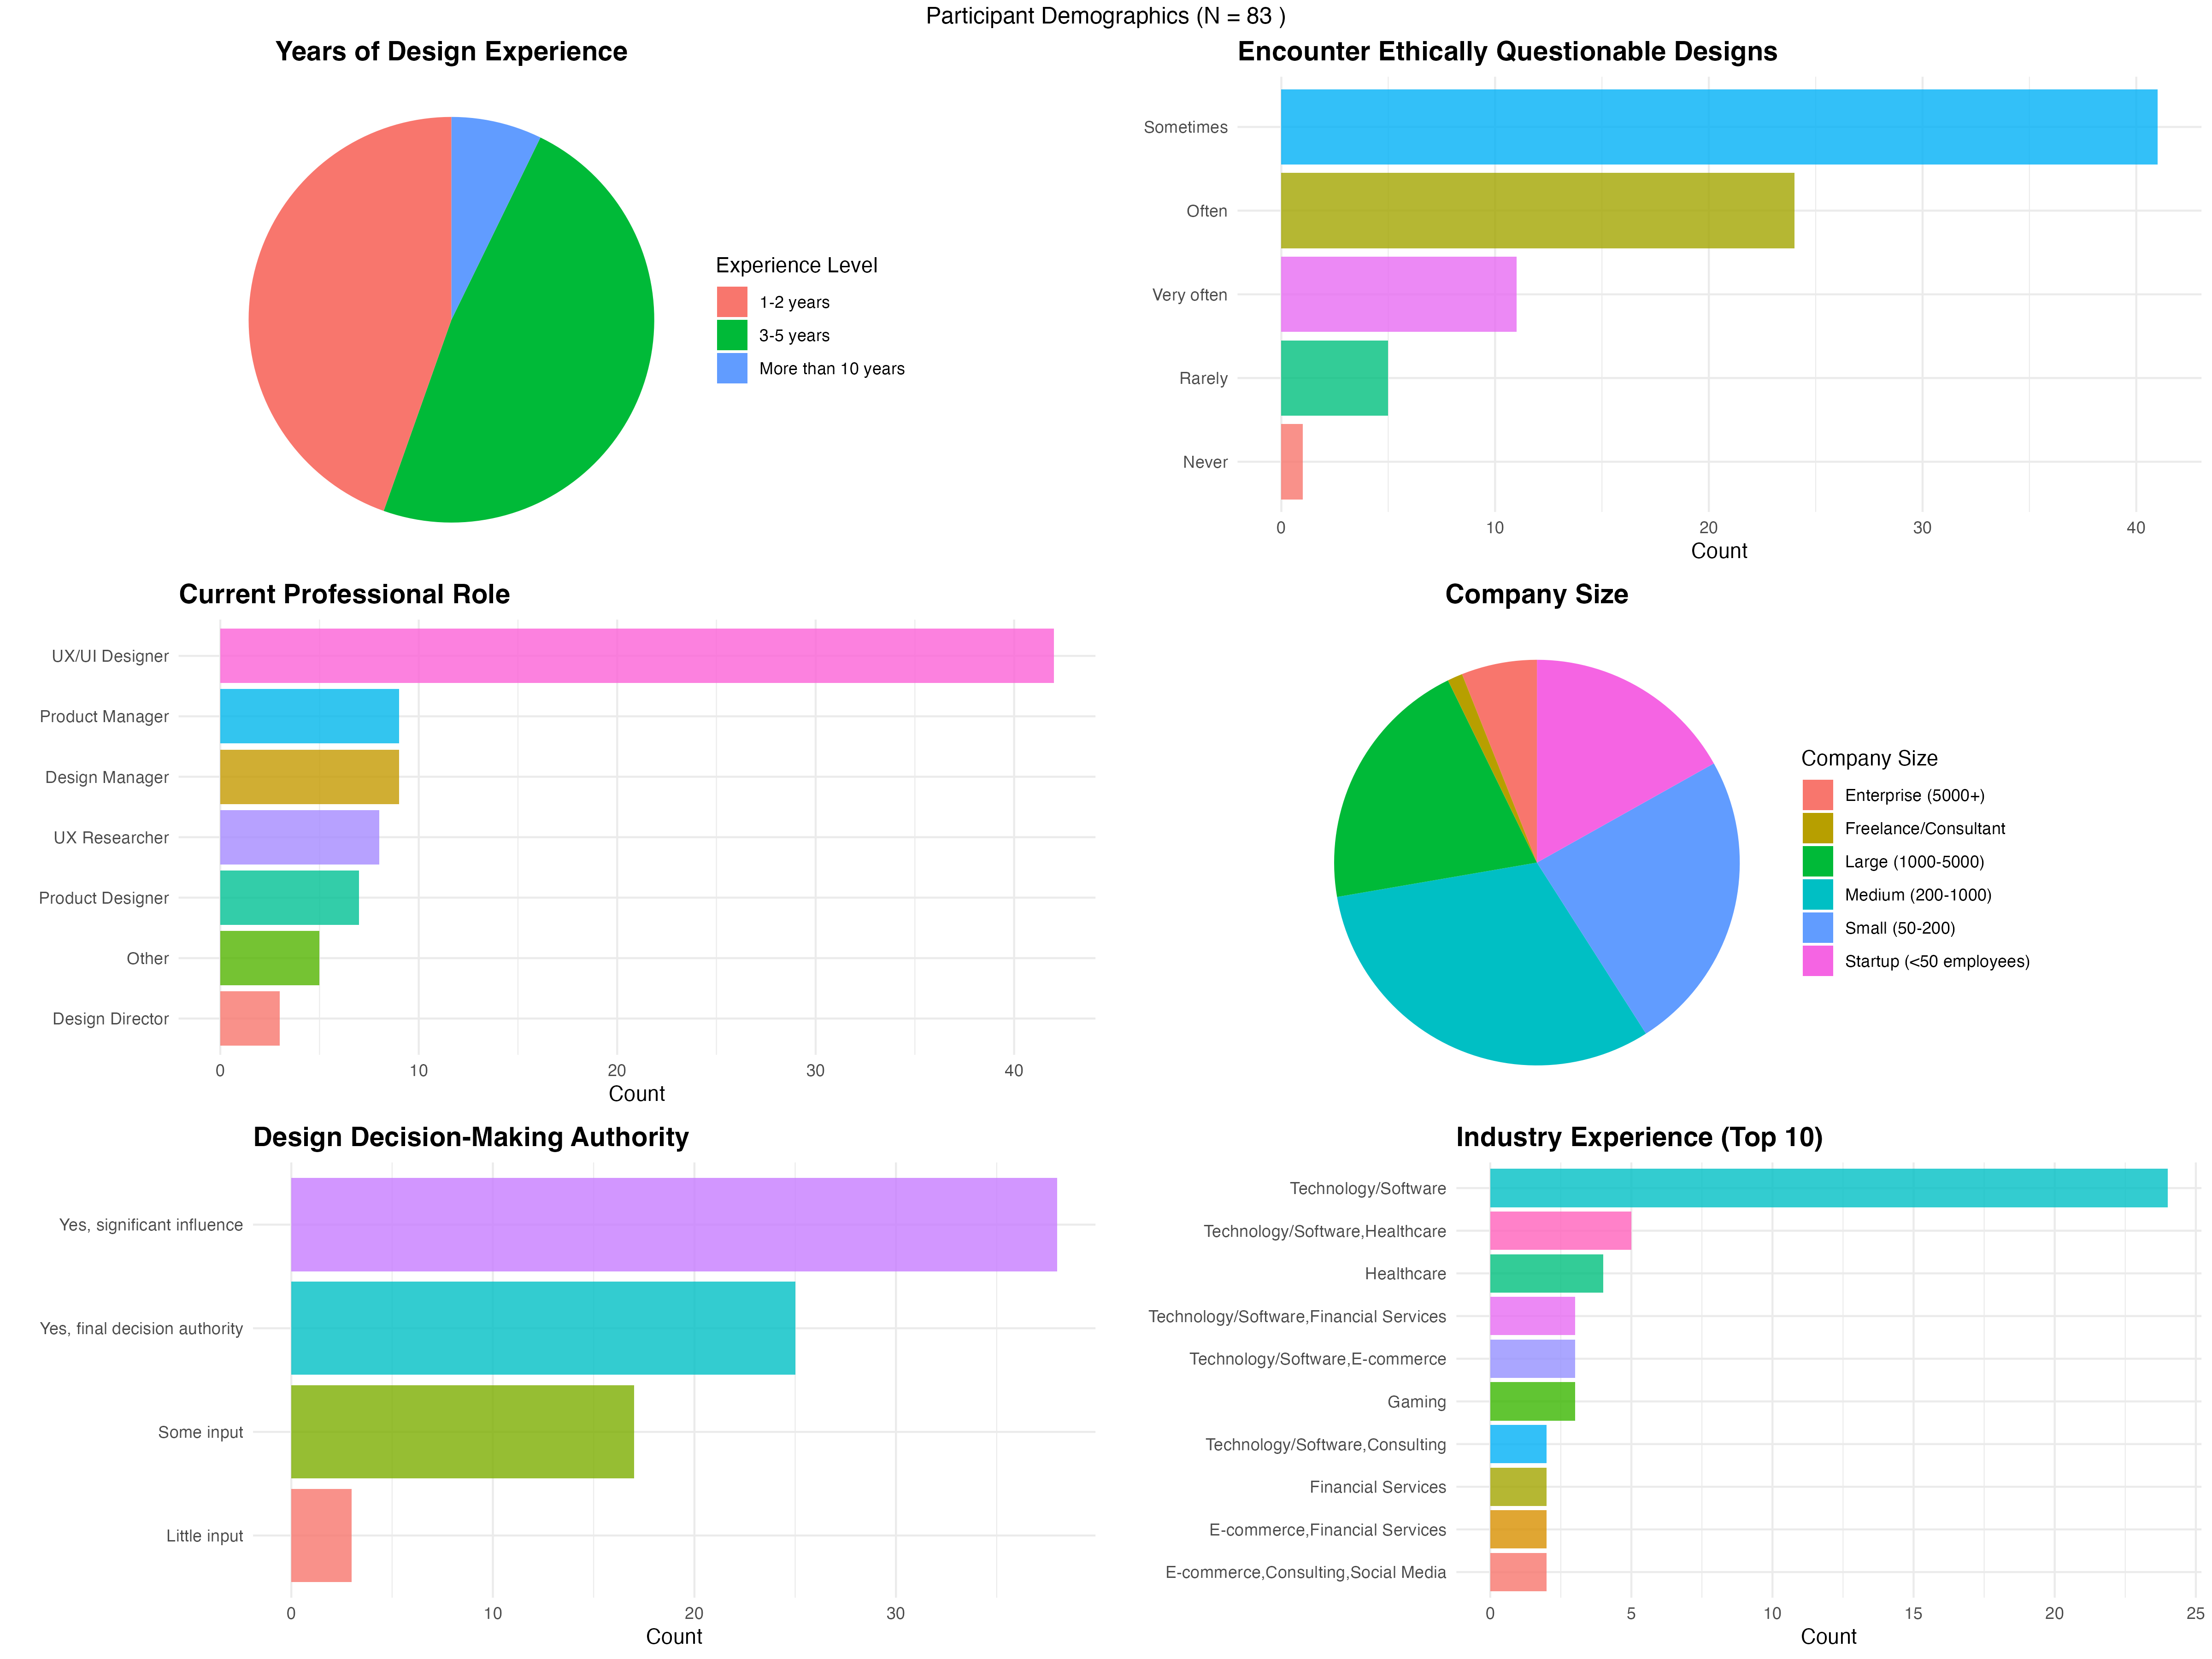 Participant Demographics (N = 83 )
Years of Design Experience
Experience Level
1-2 years
3-5 years
More than 10 years
Encounter Ethically Questionable Designs
Sometimes
Often
Very often
Rarely
Never
0 10 20 30 40
Count
Current Professional Role
UX/UI Designer
Product Manager
Design Manager
UX Researcher
Product Designer
Other
Design Director
0 10 20 30 40
Count
Company Size
Company Size
Enterprise (5000+)
Freelance/Consultant
Large (1000-5000)
Medium (200-1000)
Small (50-200)
Startup (<50 employees)
Design Decision-Making Authority
Yes, significant influence
Yes, final decision authority
Some input
Little input
0 10 20 30
Count
Industry Experience (Top 10)
Technology/Software
Technology/Software,Healthcare
Healthcare
Technology/Software,Financial Services
Technology/Software,E-commerce
Gaming
Technology/Software,Consulting
Financial Services
E-commerce,Financial Services
E-commerce,Consulting,Social Media
0 5 10 15 20 25
Count